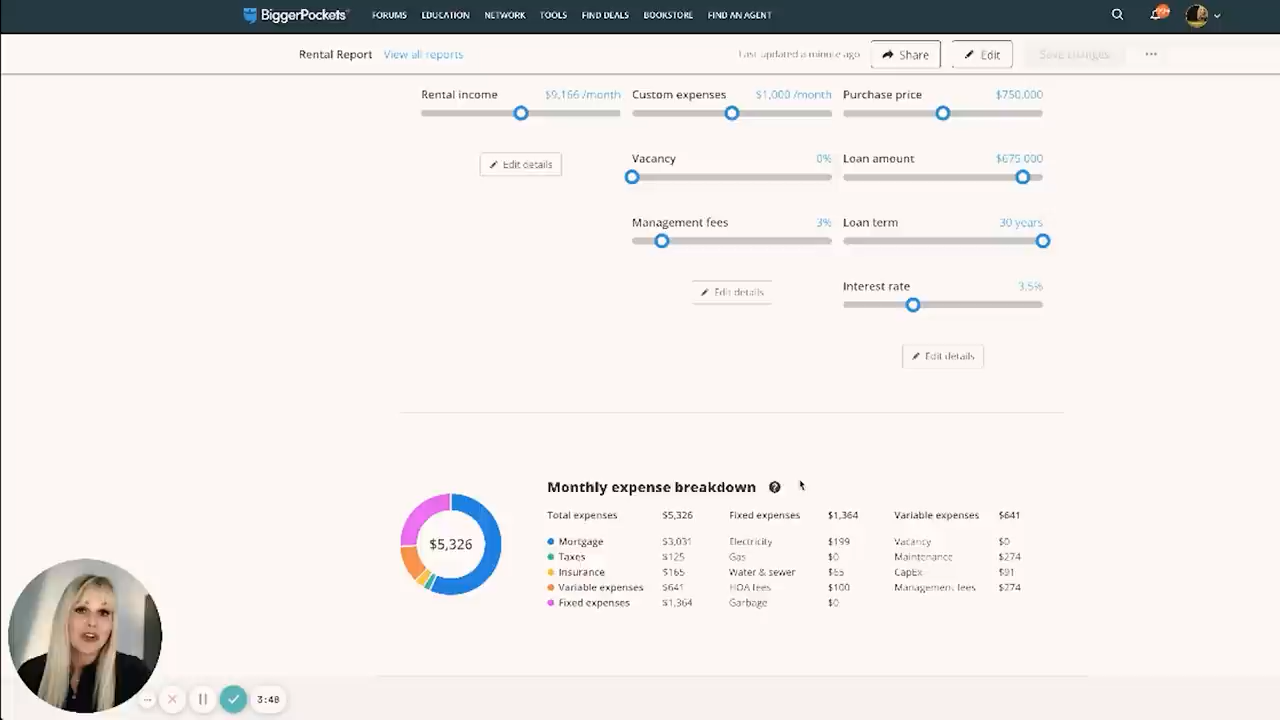 BiggerPockets FORUMS EDUCATION NETWORK TOOLS FIND DEALS BOOKSTORE FIND AN AGENT 99+
Rental Report View all reports Last updated a minute ago Share Edit Save changes
Rental income $9,166 /month Custom expenses $1,000 /month Purchase price $750,000
Edit details Vacancy 0% Loan amount $675,000
Management fees 3% Loan term 30 years
Edit details Interest rate 3.5%
Edit details
Monthly expense breakdown ?
Total expenses $5,326 Fixed expenses $1,364 Variable expenses $641
$5,326 Mortgage $3,031 Electricity $199 Vacancy $0
Taxes $125 Gas $0 Maintenance $274
Insurance $165 Water & sewer $65 CapEx $91
Variable expenses $641 HOA fees $100 Management fees $274
Fixed expenses $1,364 Garbage $0
3:48